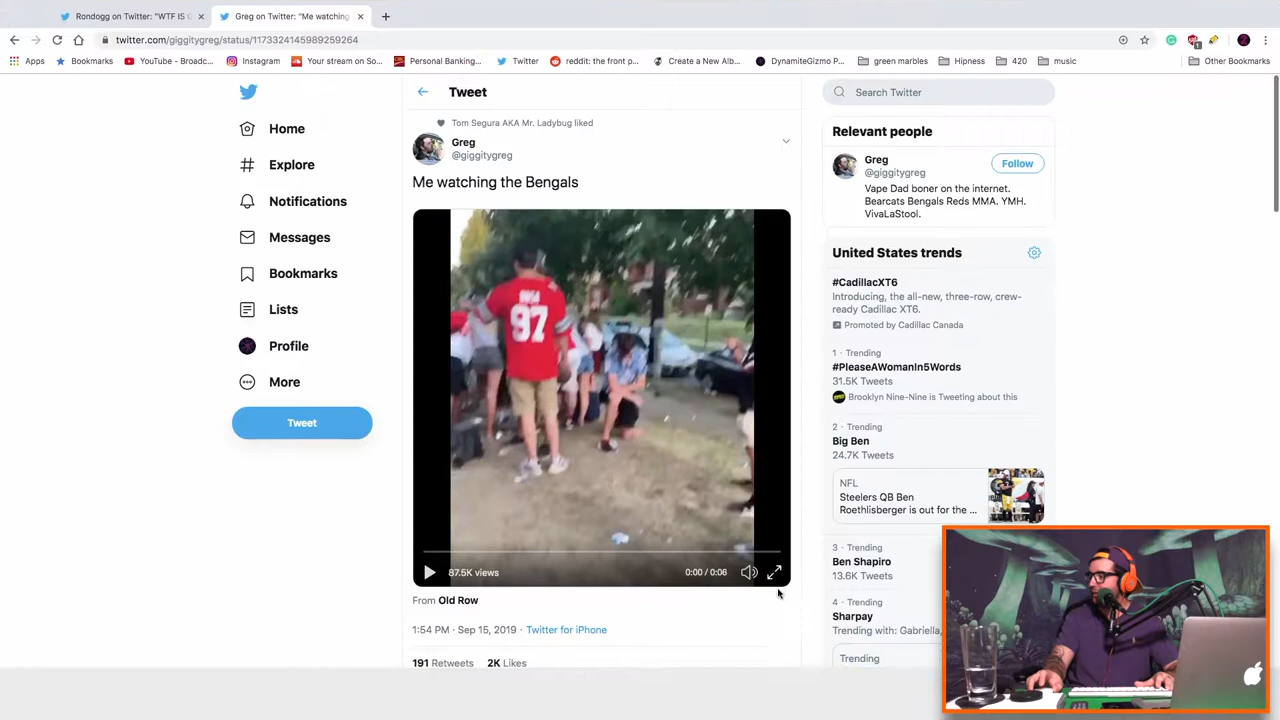 Rondogg on Twitter: "WTF IS
Greg on Twitter: "Me watching
twitter.com/giggitygreg/status/1173324145989259264
Apps
Bookmarks
YouTube - Broadc...
Instagram
Your stream on So...
Personal Banking...
Twitter
reddit: the front p...
Create a New Alb...
DynamiteGizmo P...
green marbles
Hipness
420
music
Other Bookmarks
Home
Explore
Notifications
Messages
Bookmarks
Lists
Profile
More
Tweet
Tweet
Tom Segura AKA Mr. Ladybug liked
Greg
@giggitygreg
Me watching the Bengals
97
87.5K views
0:00 / 0:06
From Old Row
1:54 PM · Sep 15, 2019 · Twitter for iPhone
191 Retweets 2K Likes
Search Twitter
Relevant people
Greg
@giggitygreg
Follow
Vape Dad boner on the internet.
Bearcats Bengals Reds MMA. YMH.
VivaLaStool.
United States trends
#CadillacXT6
Introducing, the all-new, three-row, crew-
ready Cadillac XT6.
Promoted by Cadillac Canada
1 · Trending
#PleaseAWomanIn5Words
31.5K Tweets
Brooklyn Nine-Nine is Tweeting about this
2 · Trending
Big Ben
24.7K Tweets
NFL
Steelers QB Ben
Roethlisberger is out for the ...
3 · Trending
Ben Shapiro
13.6K Tweets
4 · Trending
Sharpay
Trending with: Gabriella,
Trending